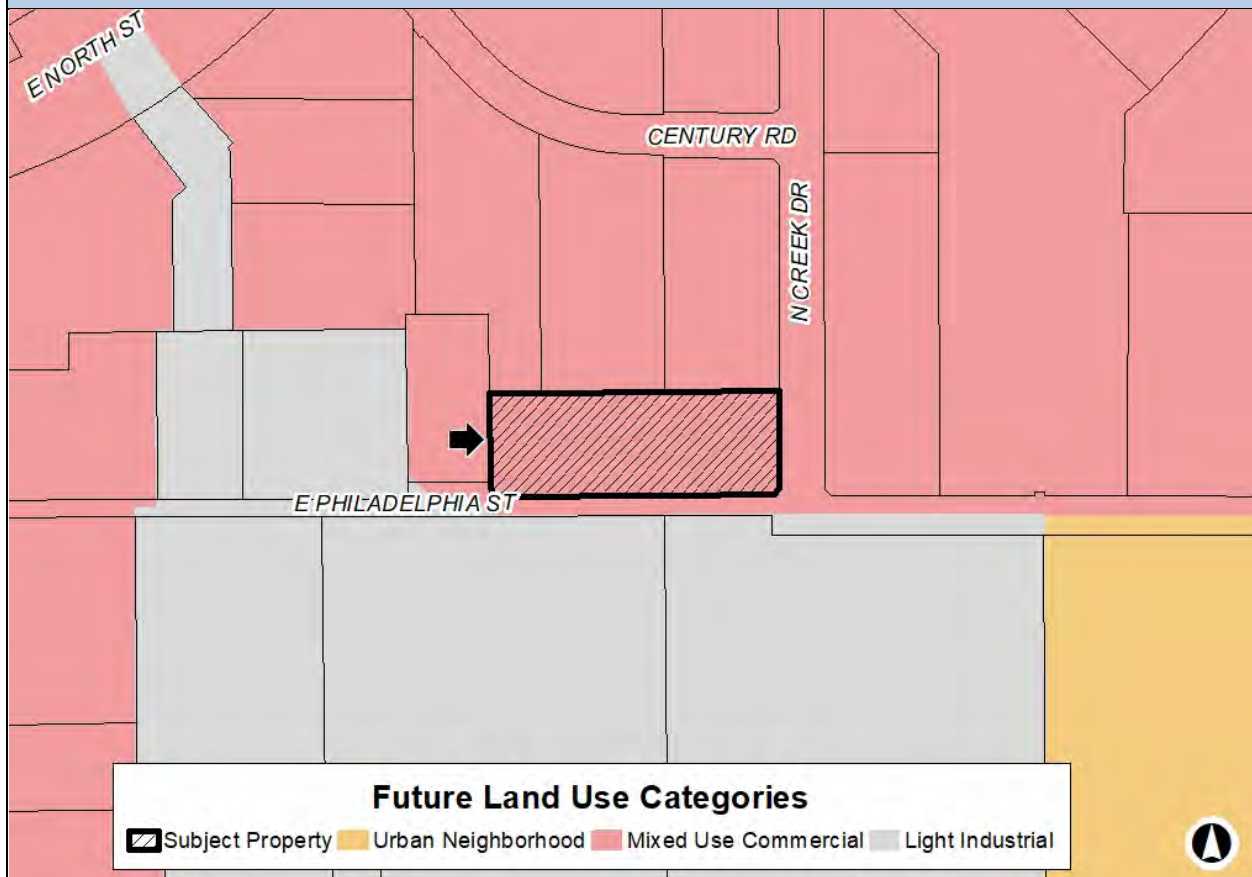 E NORTH ST
CENTURY RD
N CREEK DR
E PHILADELPHIA ST
Future Land Use Categories
Subject Property Urban Neighborhood Mixed Use Commercial Light Industrial